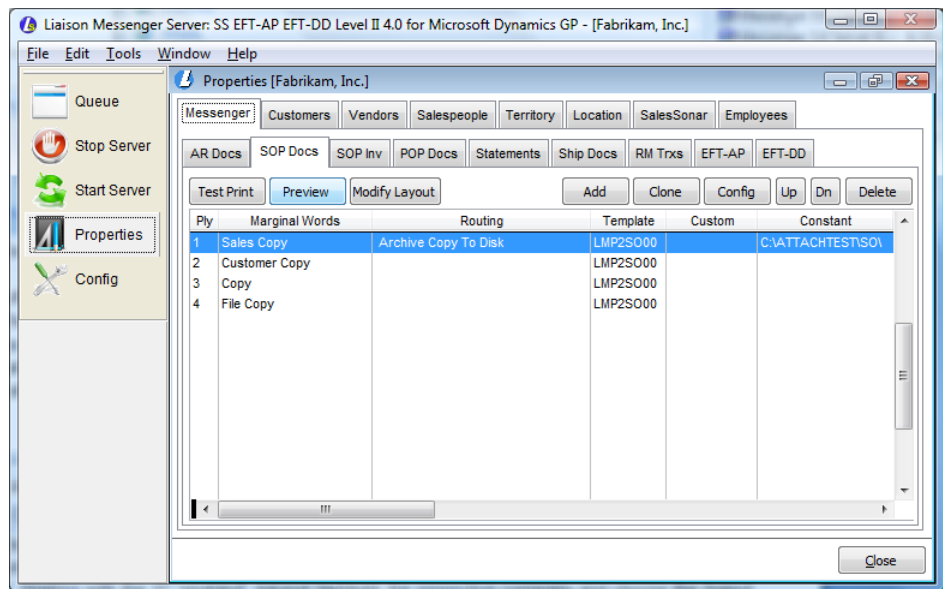 Liaison Messenger Server: SS EFT-AP EFT-DD Level II 4.0 for Microsoft Dynamics GP - [Fabrikam, Inc.]
File Edit Tools Window Help
Queue
Stop Server
Start Server
Properties
Config
Properties [Fabrikam, Inc.]
Messenger Customers Vendors Salespeople Territory Location SalesSonar Employees
AR Docs SOP Docs SOP Inv POP Docs Statements Ship Docs RM Trxs EFT-AP EFT-DD
Test Print Preview Modify Layout Add Clone Config Up Dn Delete
Ply Marginal Words Routing Template Custom Constant
1 Sales Copy Archive Copy To Disk LMP2SO00 C:\ATTACHTEST\SO\
2 Customer Copy LMP2SO00
3 Copy LMP2SO00
4 File Copy LMP2SO00
Close